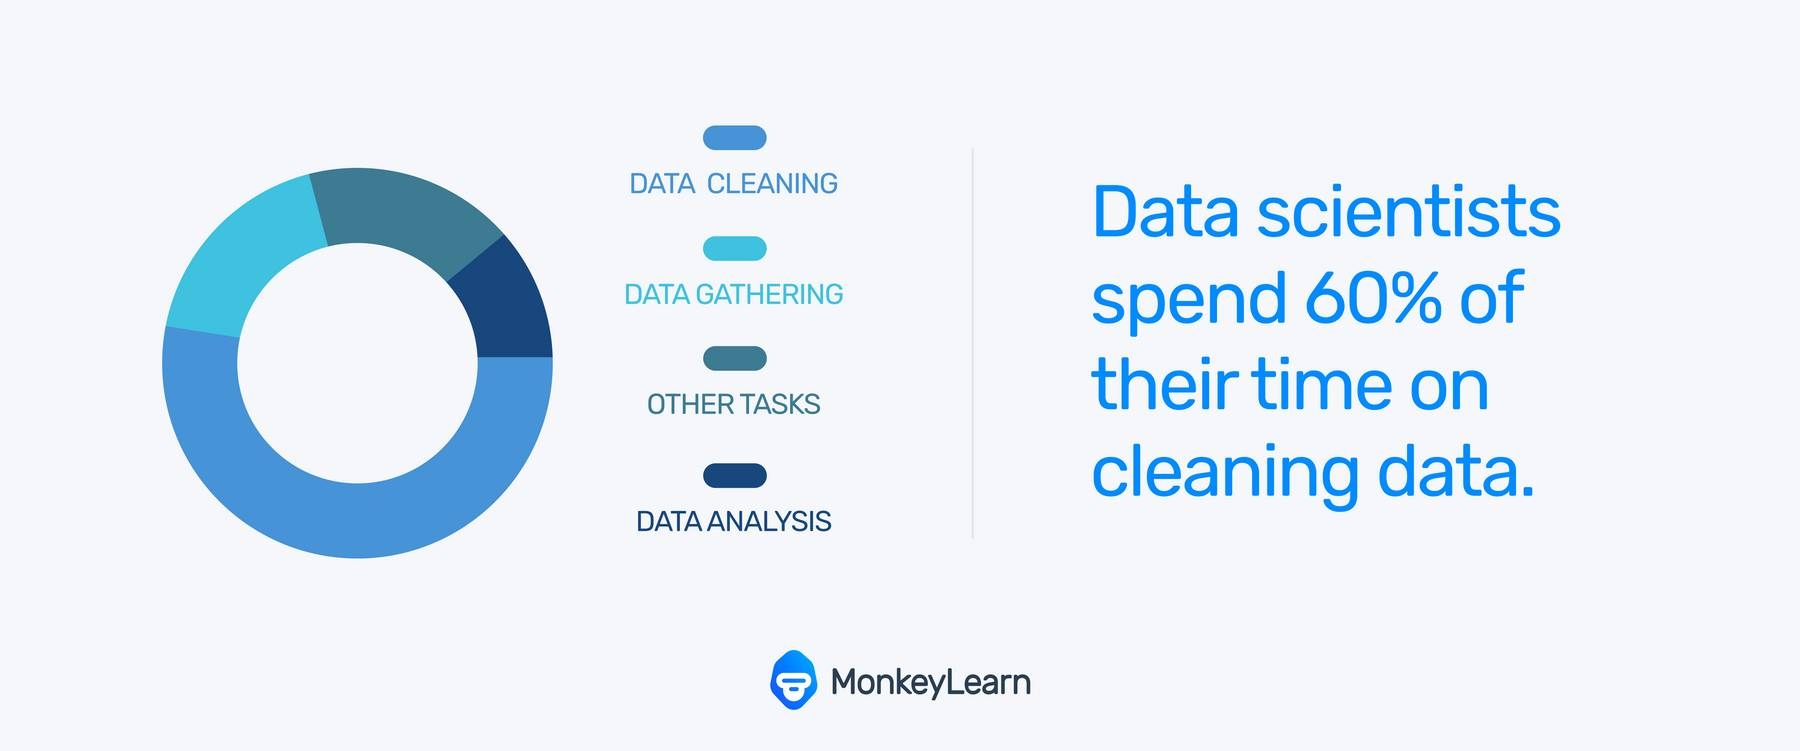 DATA CLEANING
DATA GATHERING
OTHER TASKS
DATA ANALYSIS
Data scientists
spend 60% of
their time on
cleaning data.
MonkeyLearn